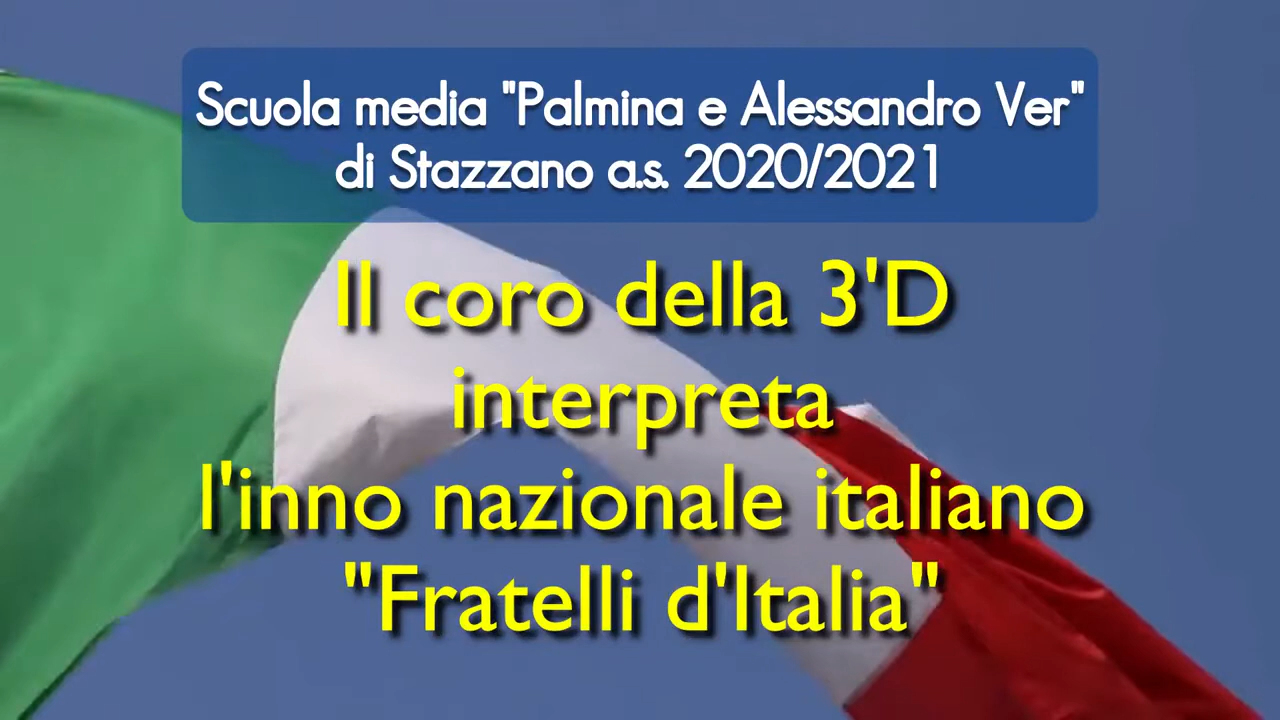 Scuola media "Palmina e Alessandro Ver"
di Stazzano a.s. 2020/2021
Il coro della 3'D
interpreta
l'inno nazionale italiano
"Fratelli d'Italia"